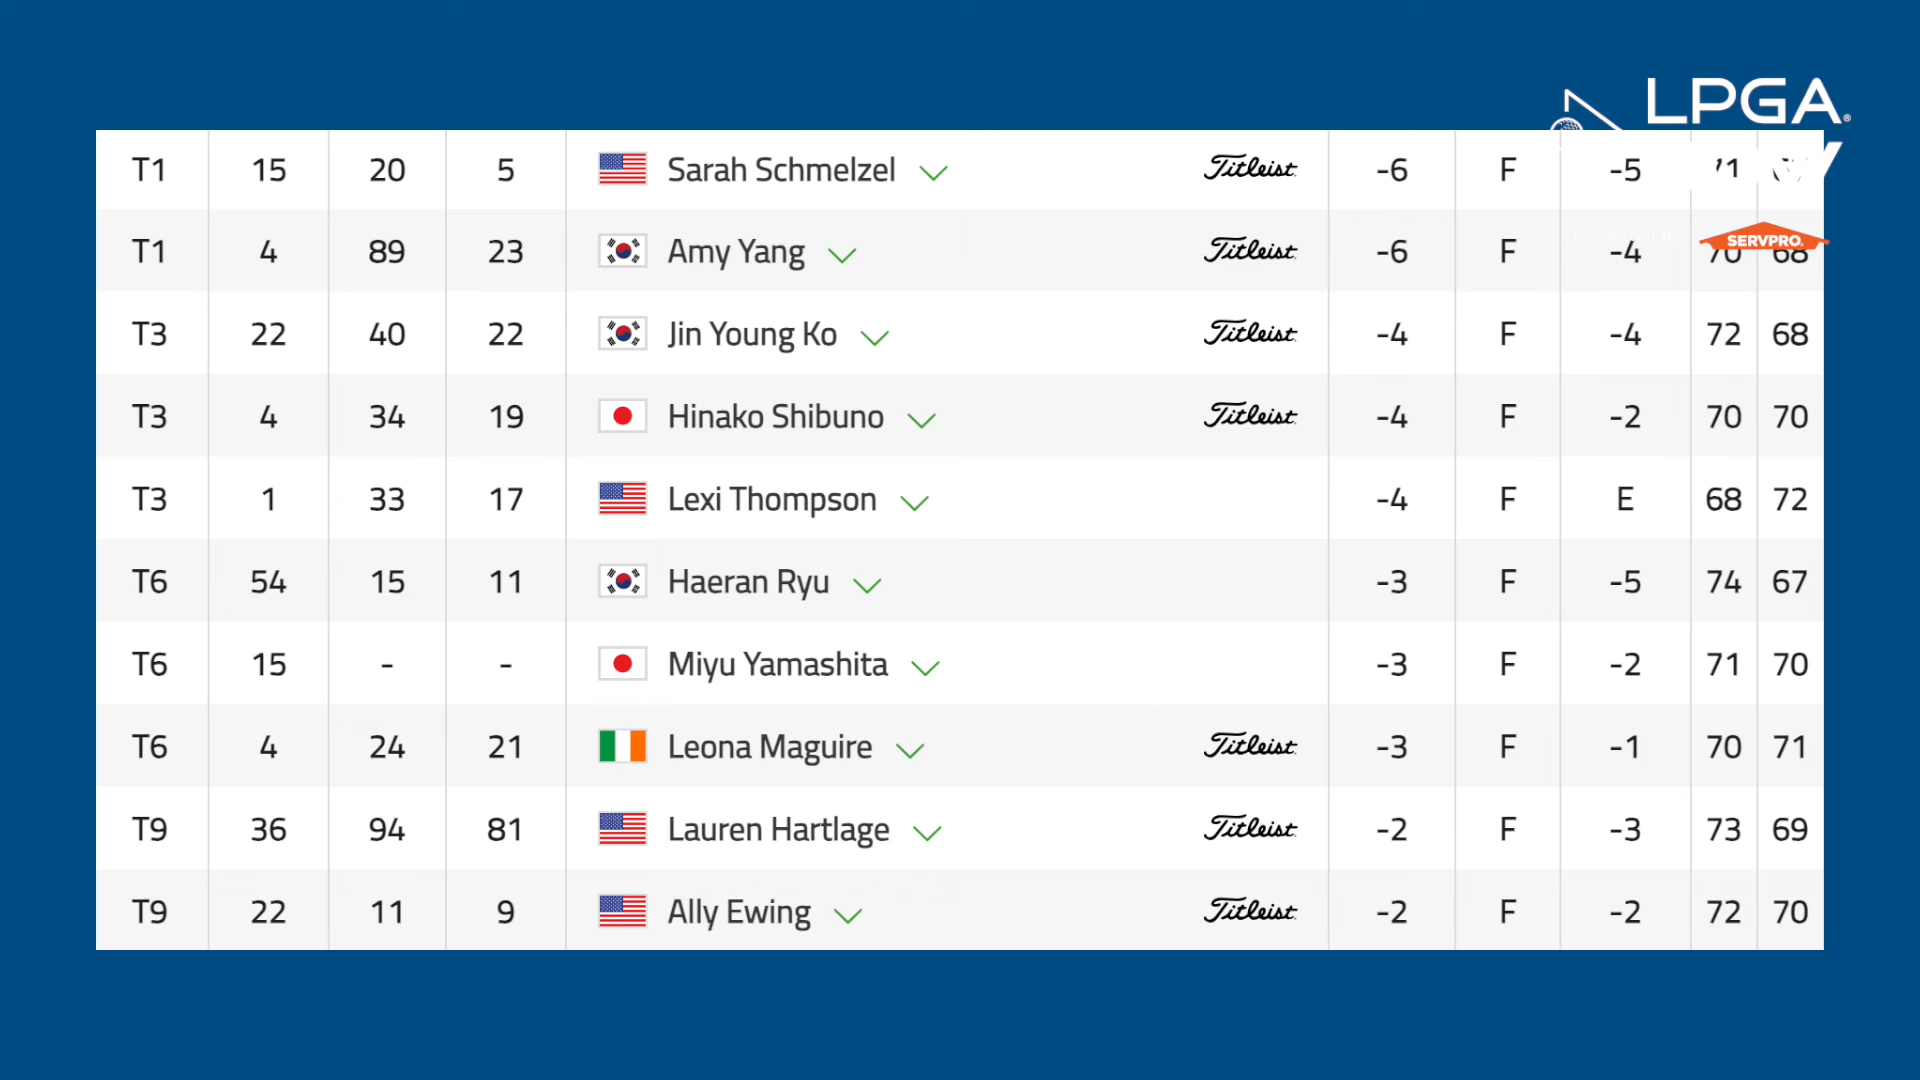 LPGA®
T1 15 20 5 Sarah Schmelzel Titleist -6 F -5 71
presented by SERVPRO
T1 4 89 23 Amy Yang Titleist -6 F -4 70 68
T3 22 40 22 Jin Young Ko Titleist -4 F -4 72 68
T3 4 34 19 Hinako Shibuno Titleist -4 F -2 70 70
T3 1 33 17 Lexi Thompson -4 F E 68 72
T6 54 15 11 Haeran Ryu -3 F -5 74 67
T6 15 - - Miyu Yamashita -3 F -2 71 70
T6 4 24 21 Leona Maguire Titleist -3 F -1 70 71
T9 36 94 81 Lauren Hartlage Titleist -2 F -3 73 69
T9 22 11 9 Ally Ewing Titleist -2 F -2 72 70